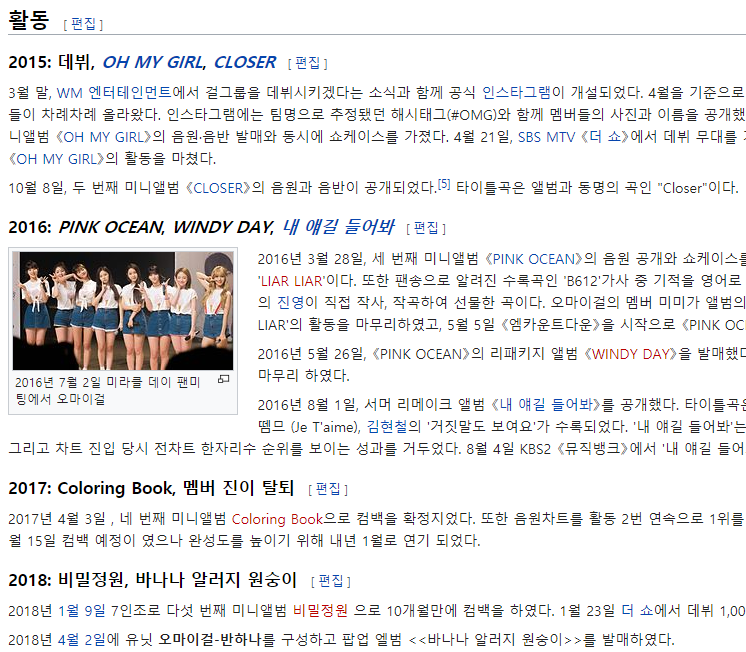 활동 [ 편집 ]
2015: 데뷔, OH MY GIRL, CLOSER [ 편집 ]
3월 말, WM 엔터테인먼트에서 걸그룹을 데뷔시키겠다는 소식과 함께 공식 인스타그램이 개설되었다. 4월을 기준으로
들이 차례차례 올라왔다. 인스타그램에는 팀명으로 추정됐던 해시태그(#OMG)와 함께 멤버들의 사진과 이름을 공개했
니앨범 《OH MY GIRL》의 음원·음반 발매와 동시에 쇼케이스를 가졌다. 4월 21일, SBS MTV 《더 쇼》에서 데뷔 무대를
《OH MY GIRL》의 활동을 마쳤다.
10월 8일, 두 번째 미니앨범 《CLOSER》의 음원과 음반이 공개되었다.[5] 타이틀곡은 앨범과 동명의 곡인 "Closer"이다.
2016: PINK OCEAN, WINDY DAY, 내 얘길 들어봐 [ 편집 ]
2016년 3월 28일, 세 번째 미니앨범 《PINK OCEAN》의 음원 공개와 쇼케이스를
'LIAR LIAR'이다. 또한 팬송으로 알려진 수록곡인 'B612'가사 중 기적을 영어로
의 진영이 직접 작사, 작곡하여 선물한 곡이다. 오마이걸의 멤버 미미가 앨범의
LIAR'의 활동을 마무리하였고, 5월 5일 《엠카운트다운》을 시작으로 《PINK OC
2016년 5월 26일, 《PINK OCEAN》의 리패키지 앨범 《WINDY DAY》을 발매했다
마무리 하였다.
2016년 7월 2일 미라클 데이 팬미
팅에서 오마이걸
2016년 8월 1일, 서머 리메이크 앨범 《내 얘길 들어봐》를 공개했다. 타이틀곡은
뗌므 (Je T'aime), 김현철의 '거짓말도 보여요'가 수록되었다. '내 얘길 들어봐'는
그리고 차트 진입 당시 전차트 한자리수 순위를 보이는 성과를 거두었다. 8월 4일 KBS2 《뮤직뱅크》에서 '내 얘길 들어
2017: Coloring Book, 멤버 진이 탈퇴 [ 편집 ]
2017년 4월 3일 , 네 번째 미니앨범 Coloring Book으로 컴백을 확정지었다. 또한 음원차트를 활동 2번 연속으로 1위를
월 15일 컴백 예정이 였으나 완성도를 높이기 위해 내년 1월로 연기 되었다.
2018: 비밀정원, 바나나 알러지 원숭이 [ 편집 ]
2018년 1월 9일 7인조로 다섯 번째 미니앨범 비밀정원 으로 10개월만에 컴백을 하였다. 1월 23일 더 쇼에서 데뷔 1,00
2018년 4월 2일에 유닛 오마이걸-반하나를 구성하고 팝업 엘범 <<바나나 알러지 원숭이>>를 발매하였다.